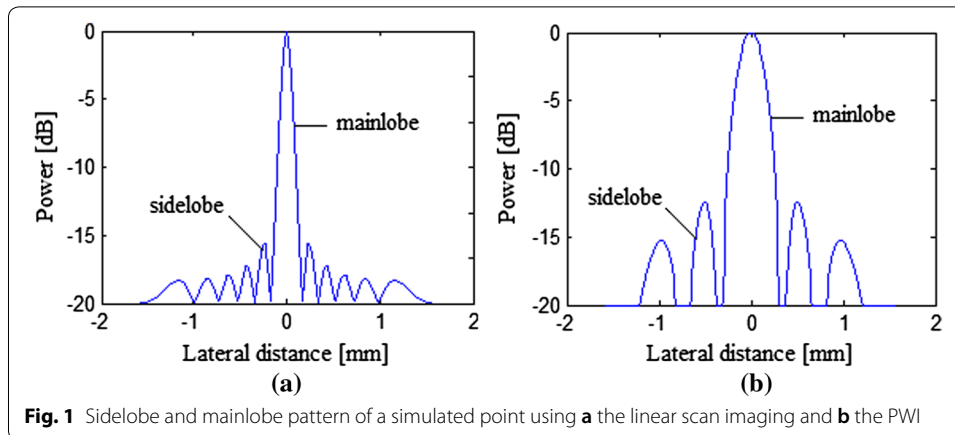 0
-5
-10
-15
-20
Power [dB]
mainlobe
sidelobe
-2
-1
0
1
2
Lateral distance [mm]
(a)
0
-5
-10
-15
-20
Power [dB]
mainlobe
sidelobe
-2
-1
0
1
2
Lateral distance [mm]
(b)
Fig. 1 Sidelobe and mainlobe pattern of a simulated point using a the linear scan imaging and b the PWI